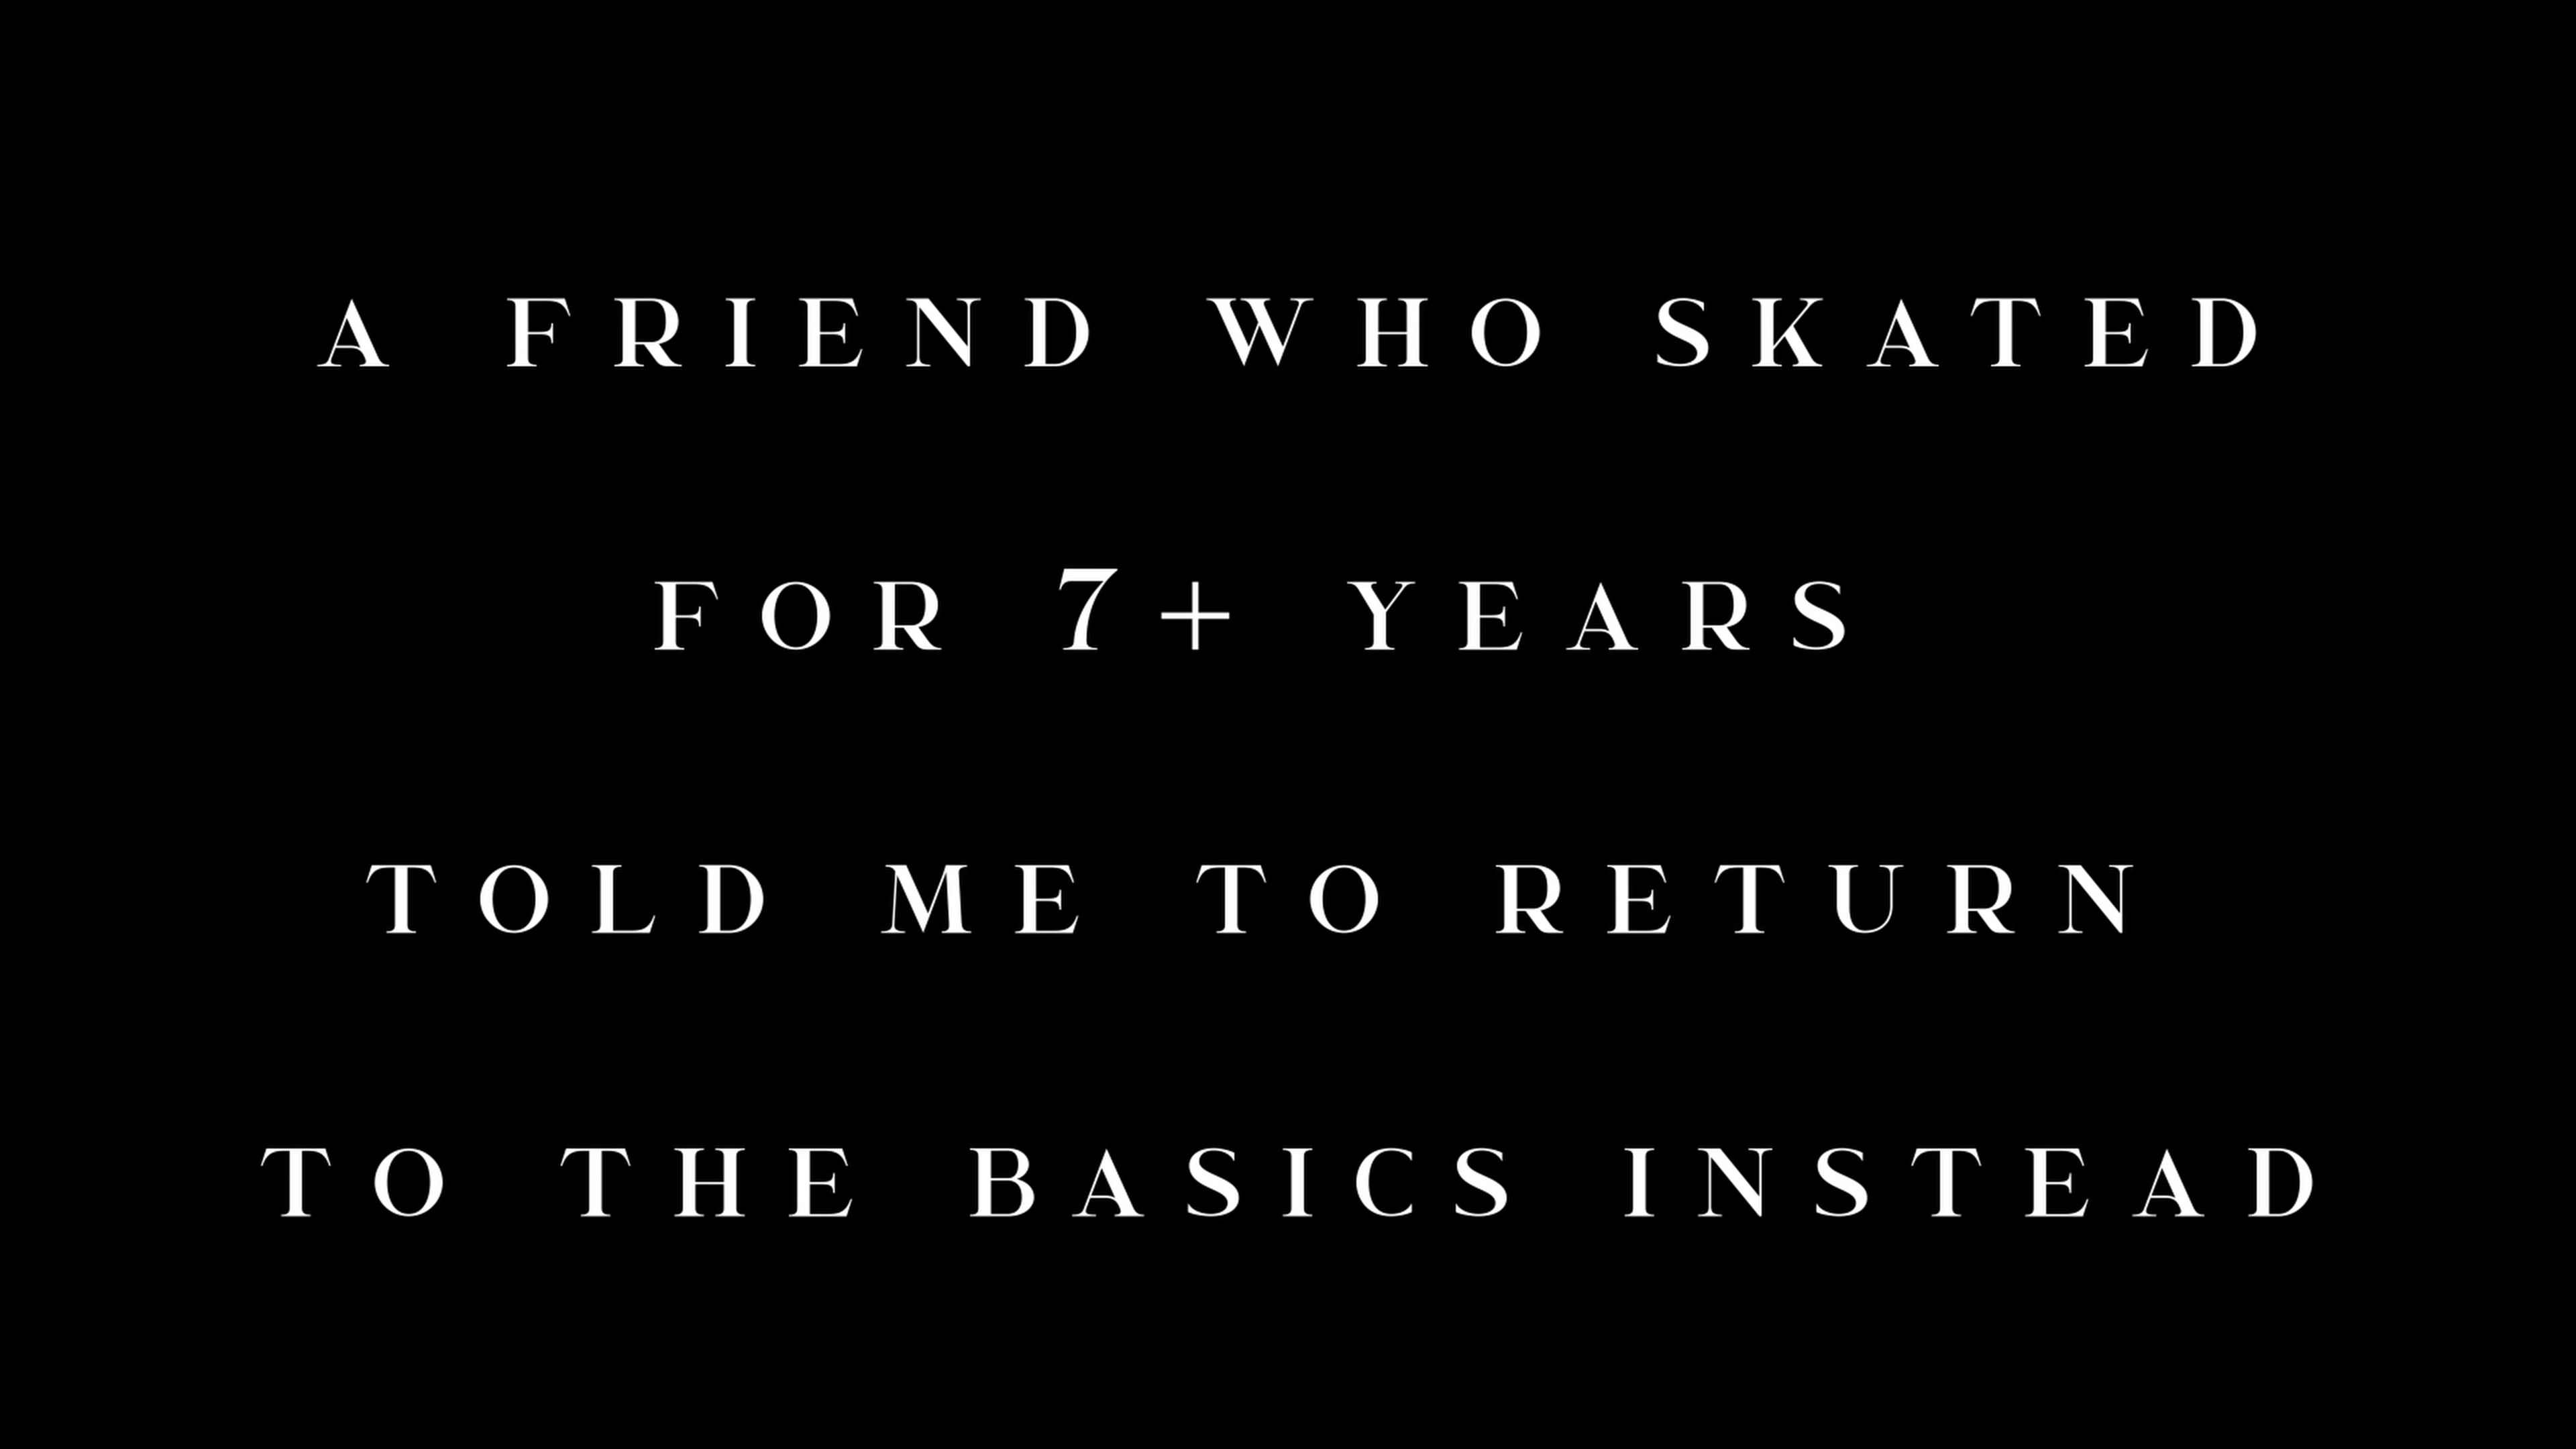 A FRIEND WHO SKATED
FOR 7+ YEARS
TOLD ME TO RETURN
TO THE BASICS INSTEAD